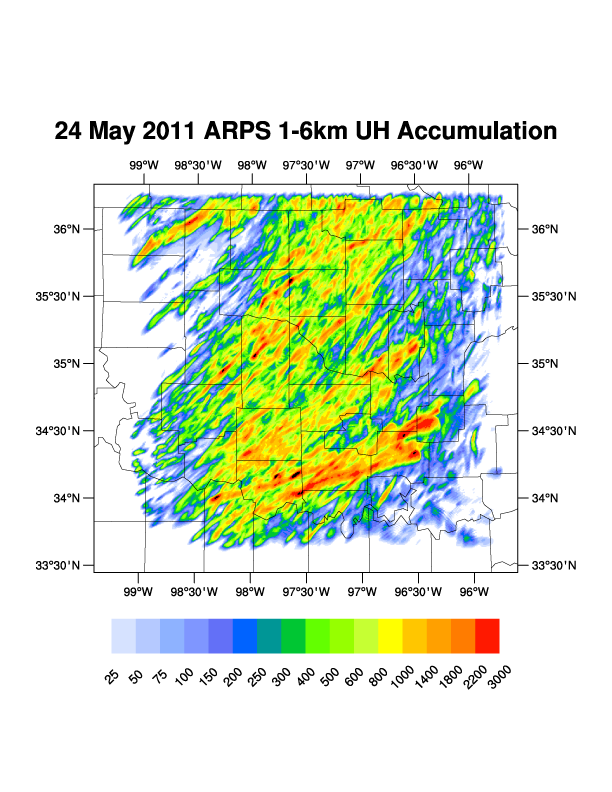 24 May 2011 ARPS 1-6km UH Accumulation
99°W 98°30'W 98°W 97°30'W 97°W 96°30'W 96°W
36°N 36°N
35°30'N 35°30'N
35°N 35°N
34°30'N 34°30'N
34°N 34°N
33°30'N 33°30'N
99°W 98°30'W 98°W 97°30'W 97°W 96°30'W 96°W
25 50 75 100 150 200 250 300 400 500 600 800 1000 1400 1800 2200 3000